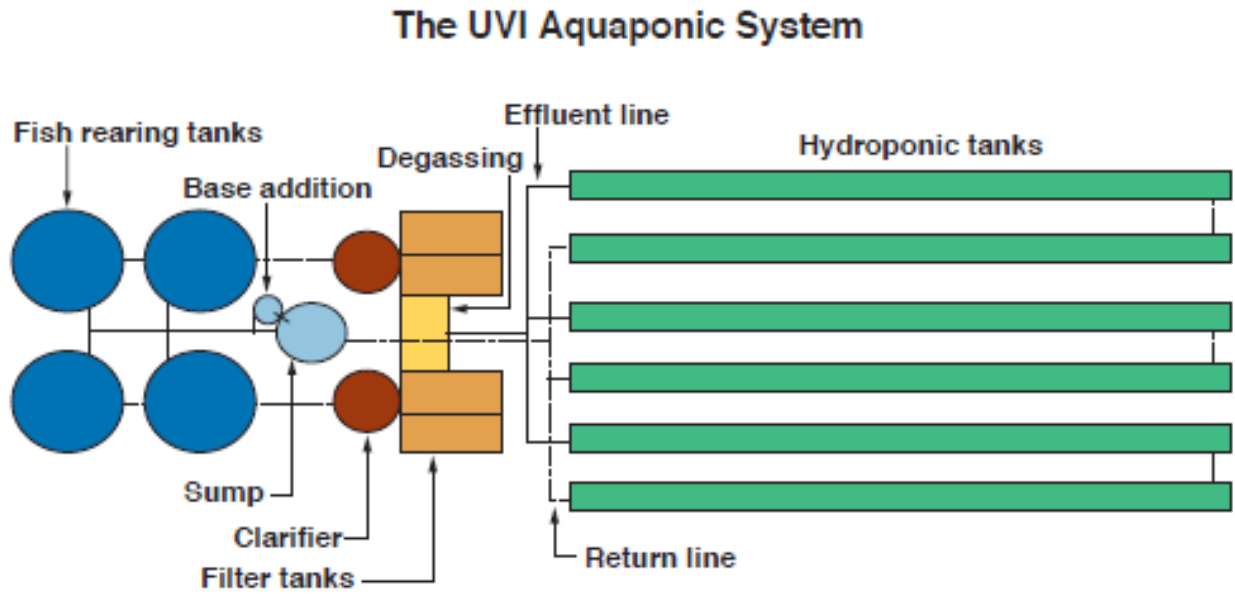 The UVI Aquaponic System
Effluent line
Fish rearing tanks
Degassing
Hydroponic tanks
Base addition
Sump
Clarifier
Return line
Filter tanks